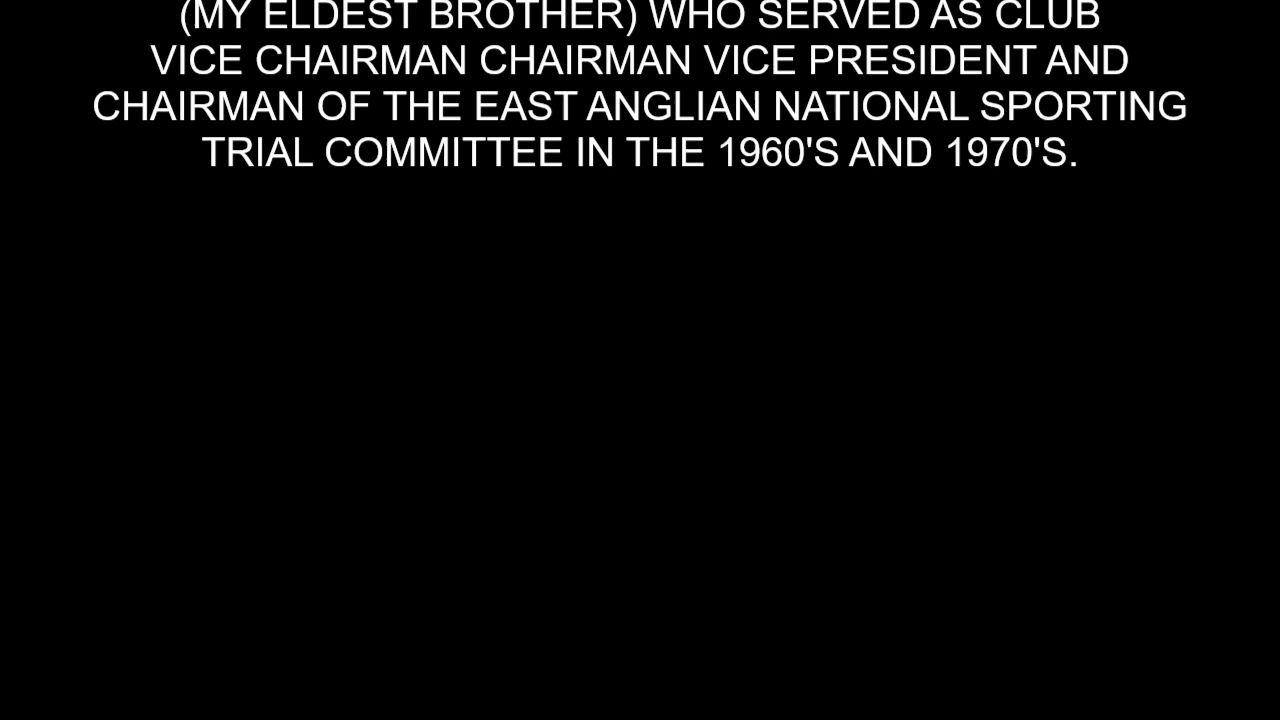 (MY ELDEST BROTHER) WHO SERVED AS CLUB
VICE CHAIRMAN CHAIRMAN VICE PRESIDENT AND
CHAIRMAN OF THE EAST ANGLIAN NATIONAL SPORTING
TRIAL COMMITTEE IN THE 1960'S AND 1970'S.